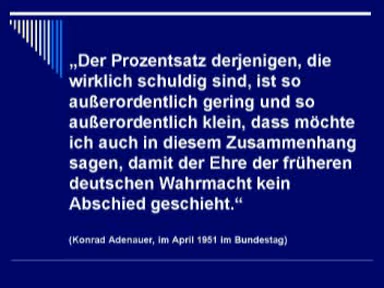 „Der Prozentsatz derjenigen, die
wirklich schuldig sind, ist so
außerordentlich gering und so
außerordentlich klein, dass möchte
ich auch in diesem Zusammenhang
sagen, damit der Ehre der früheren
deutschen Wahrmacht kein
Abschied geschieht.“
(Konrad Adenauer, im April 1951 im Bundestag)